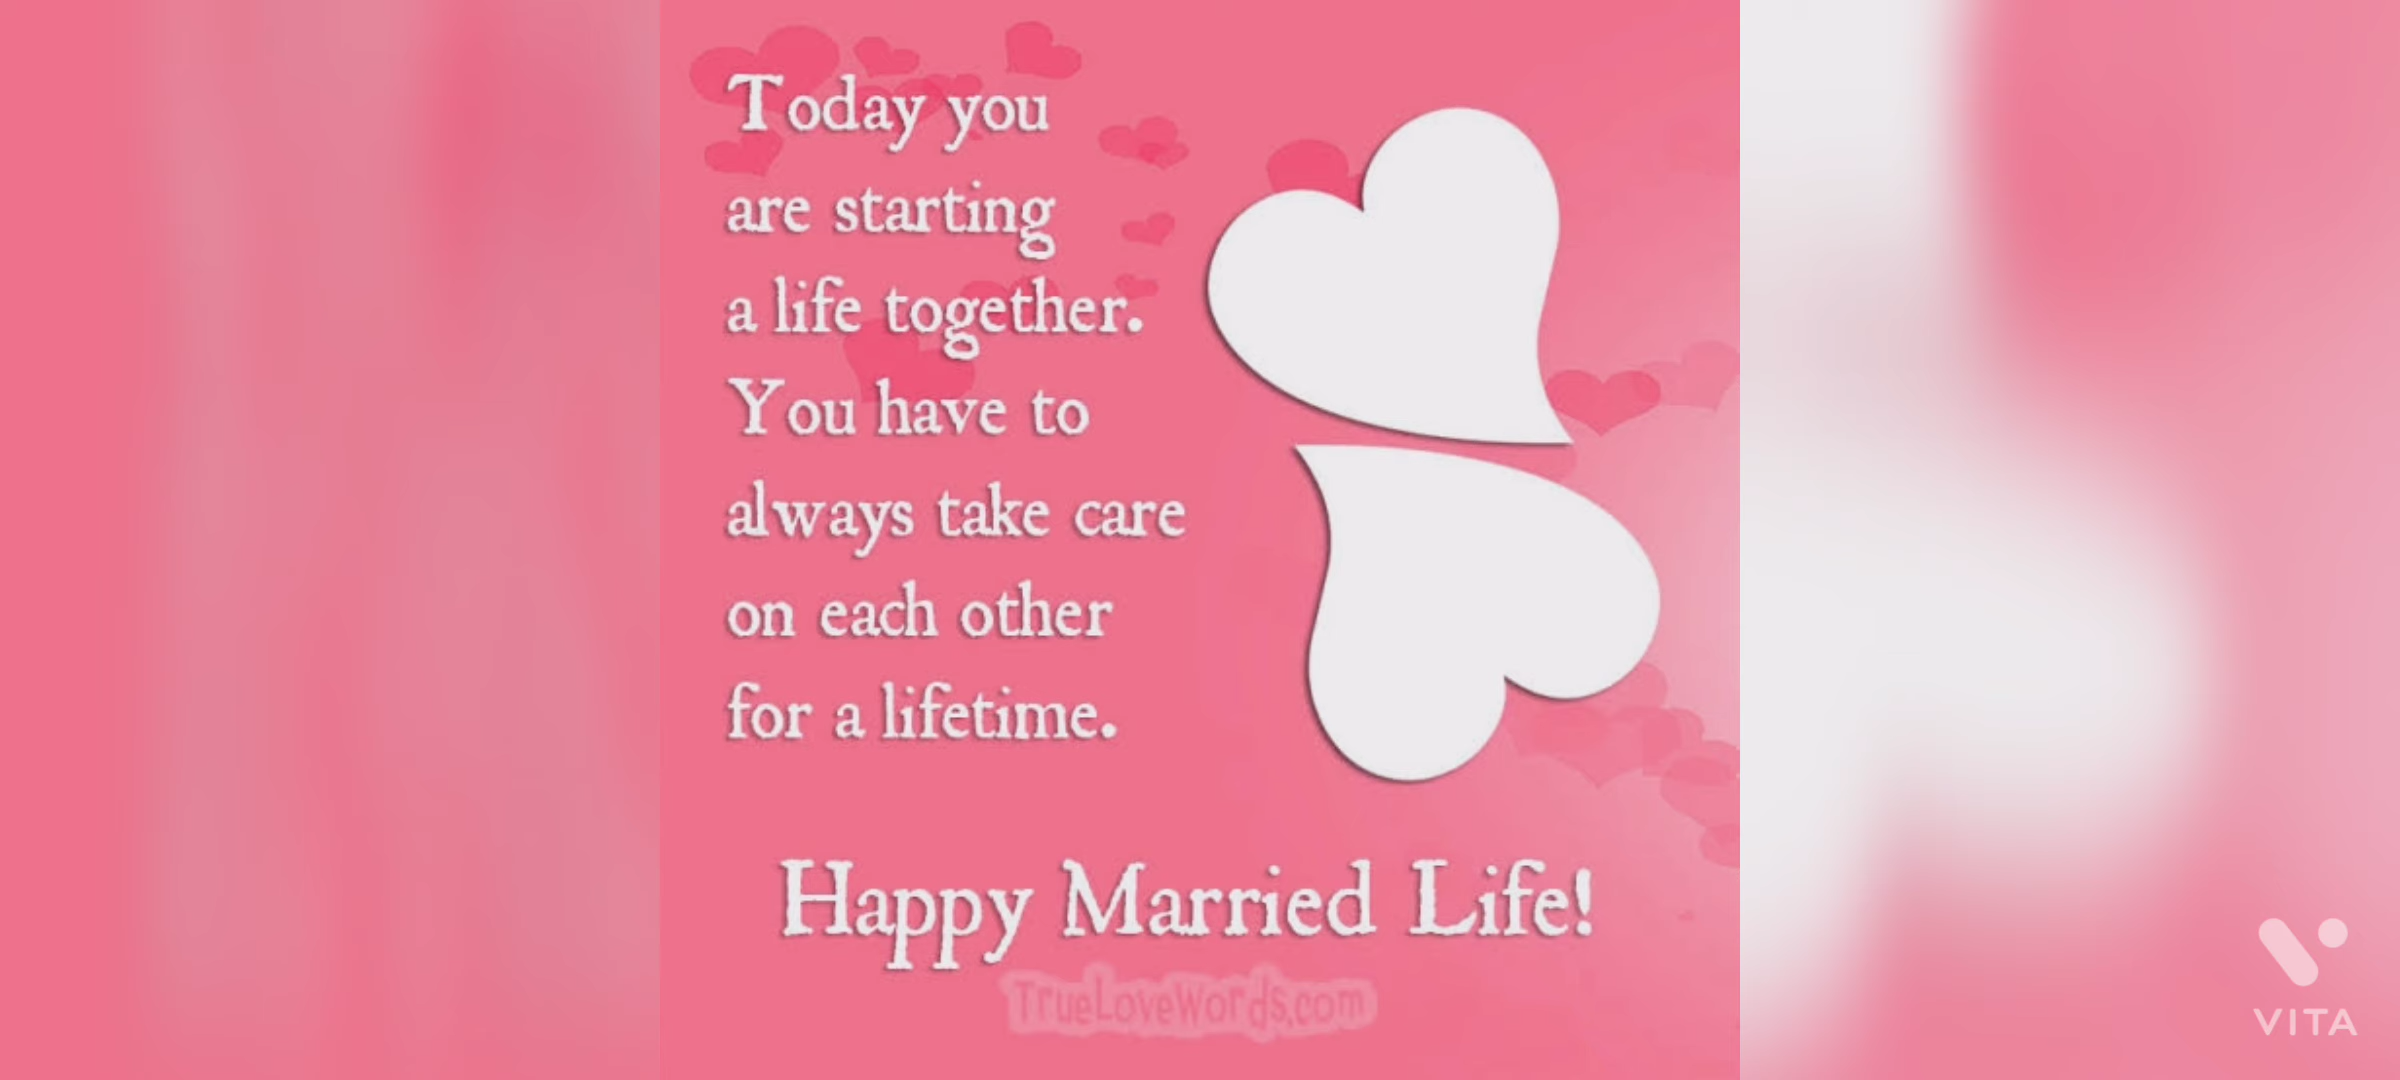 Today you
are starting
a life together.
You have to
always take care
on each other
for a lifetime.
Happy Married Life!
TrueLoveWords.com
VITA